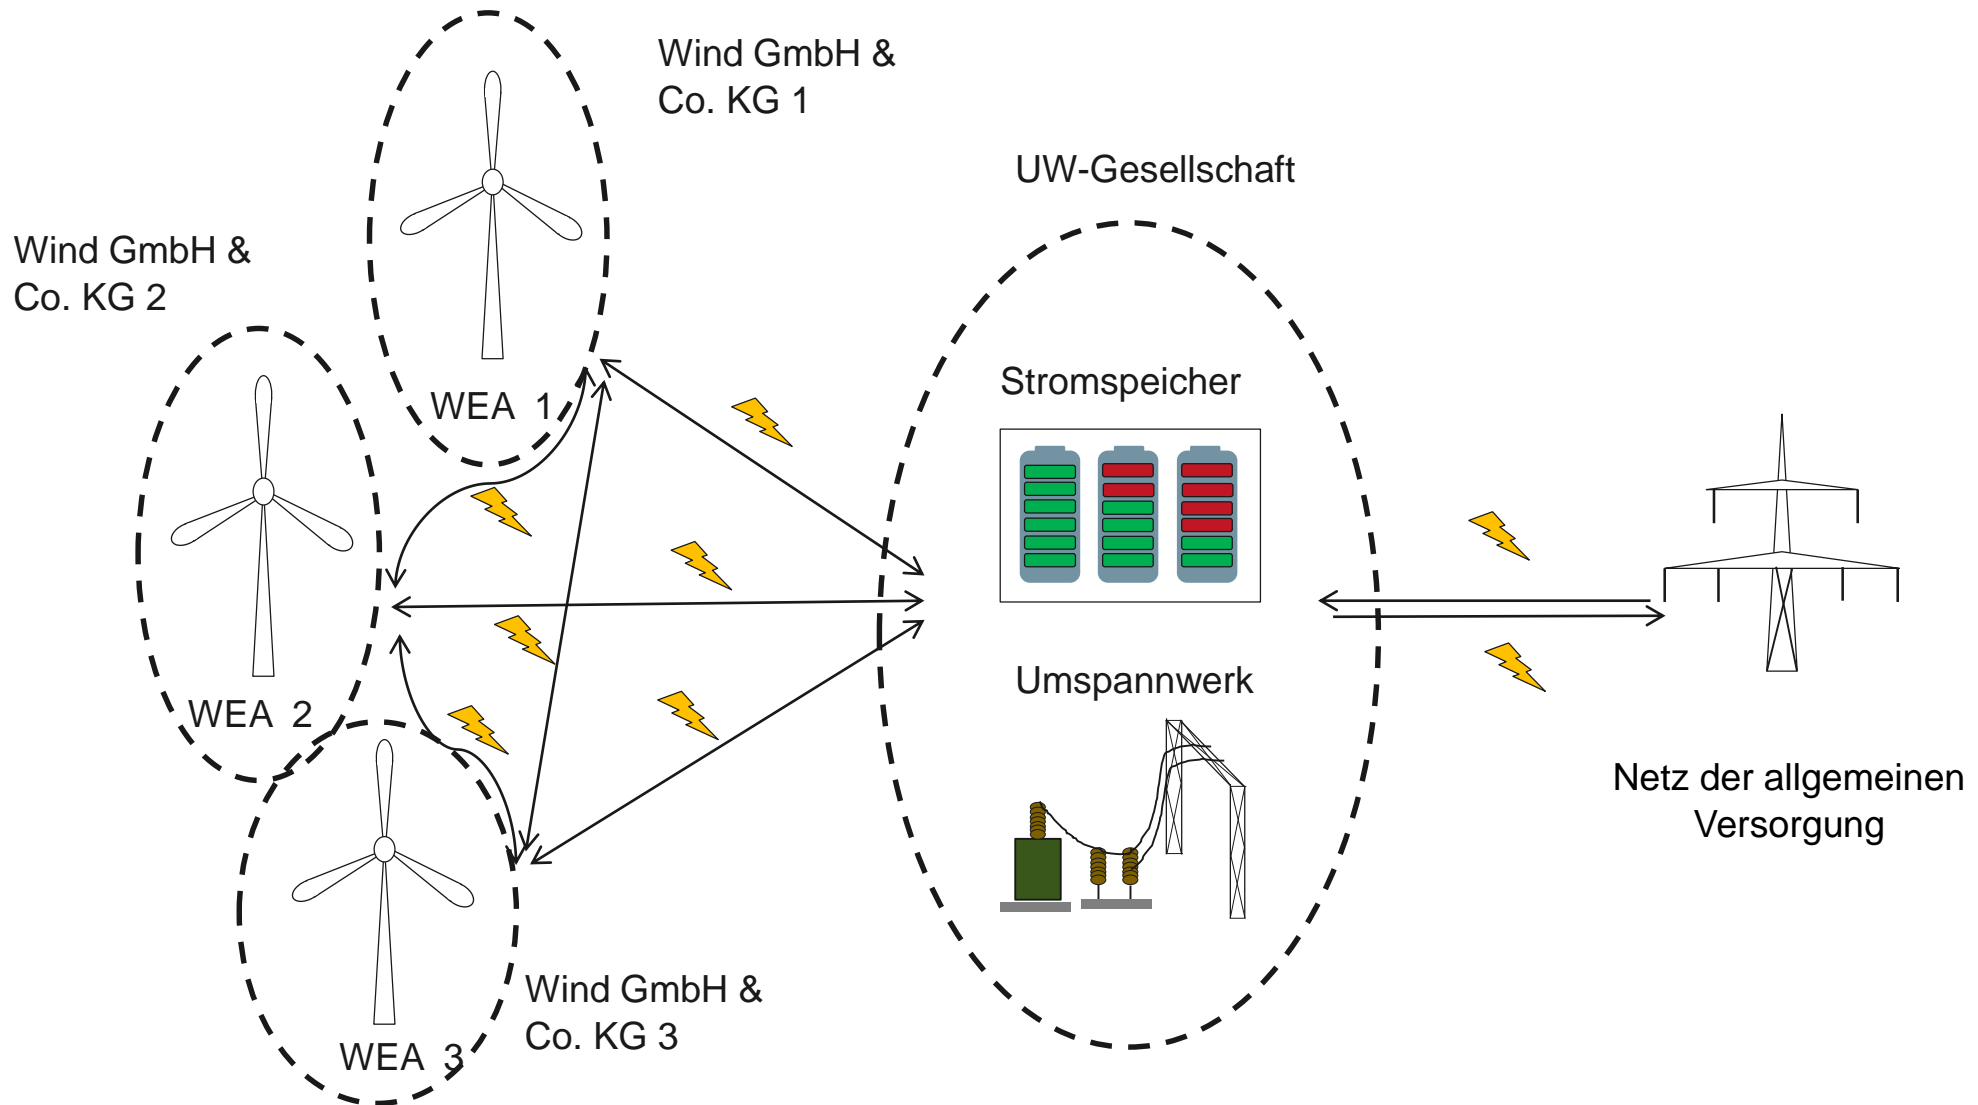 Wind GmbH &
Co. KG 1
UW-Gesellschaft
Wind GmbH &
Co. KG 2
Stromspeicher
WEA 1
Umspannwerk
WEA 2
Netz der allgemeinen
Versorgung
Wind GmbH &
Co. KG 3
WEA 3